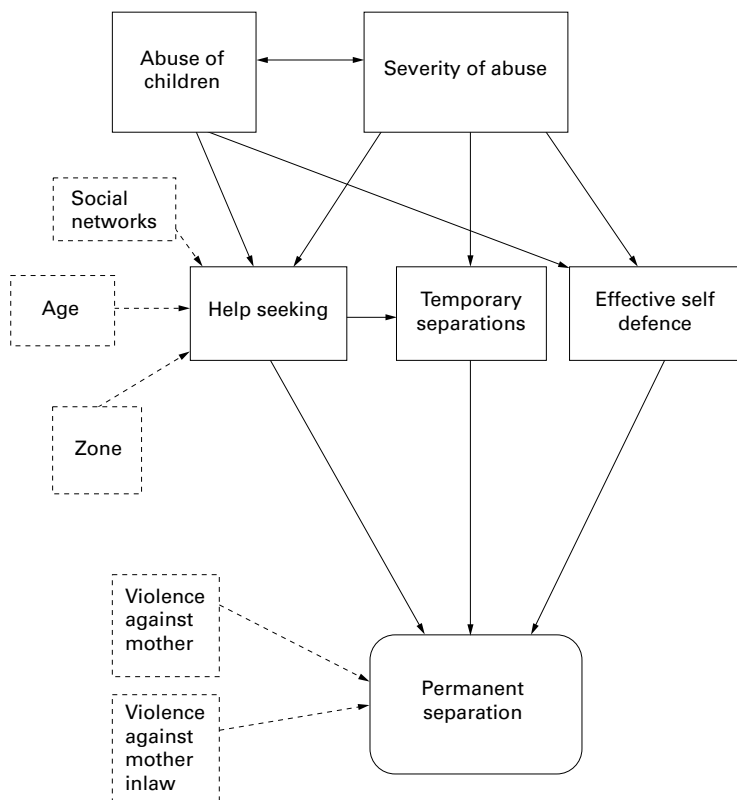 Abuse of
children
Severity of abuse
Social
networks
Age
Help seeking
Temporary
separations
Effective self
defence
Zone
Violence
against
mother
Permanent
separation
Violence
against
mother
inlaw